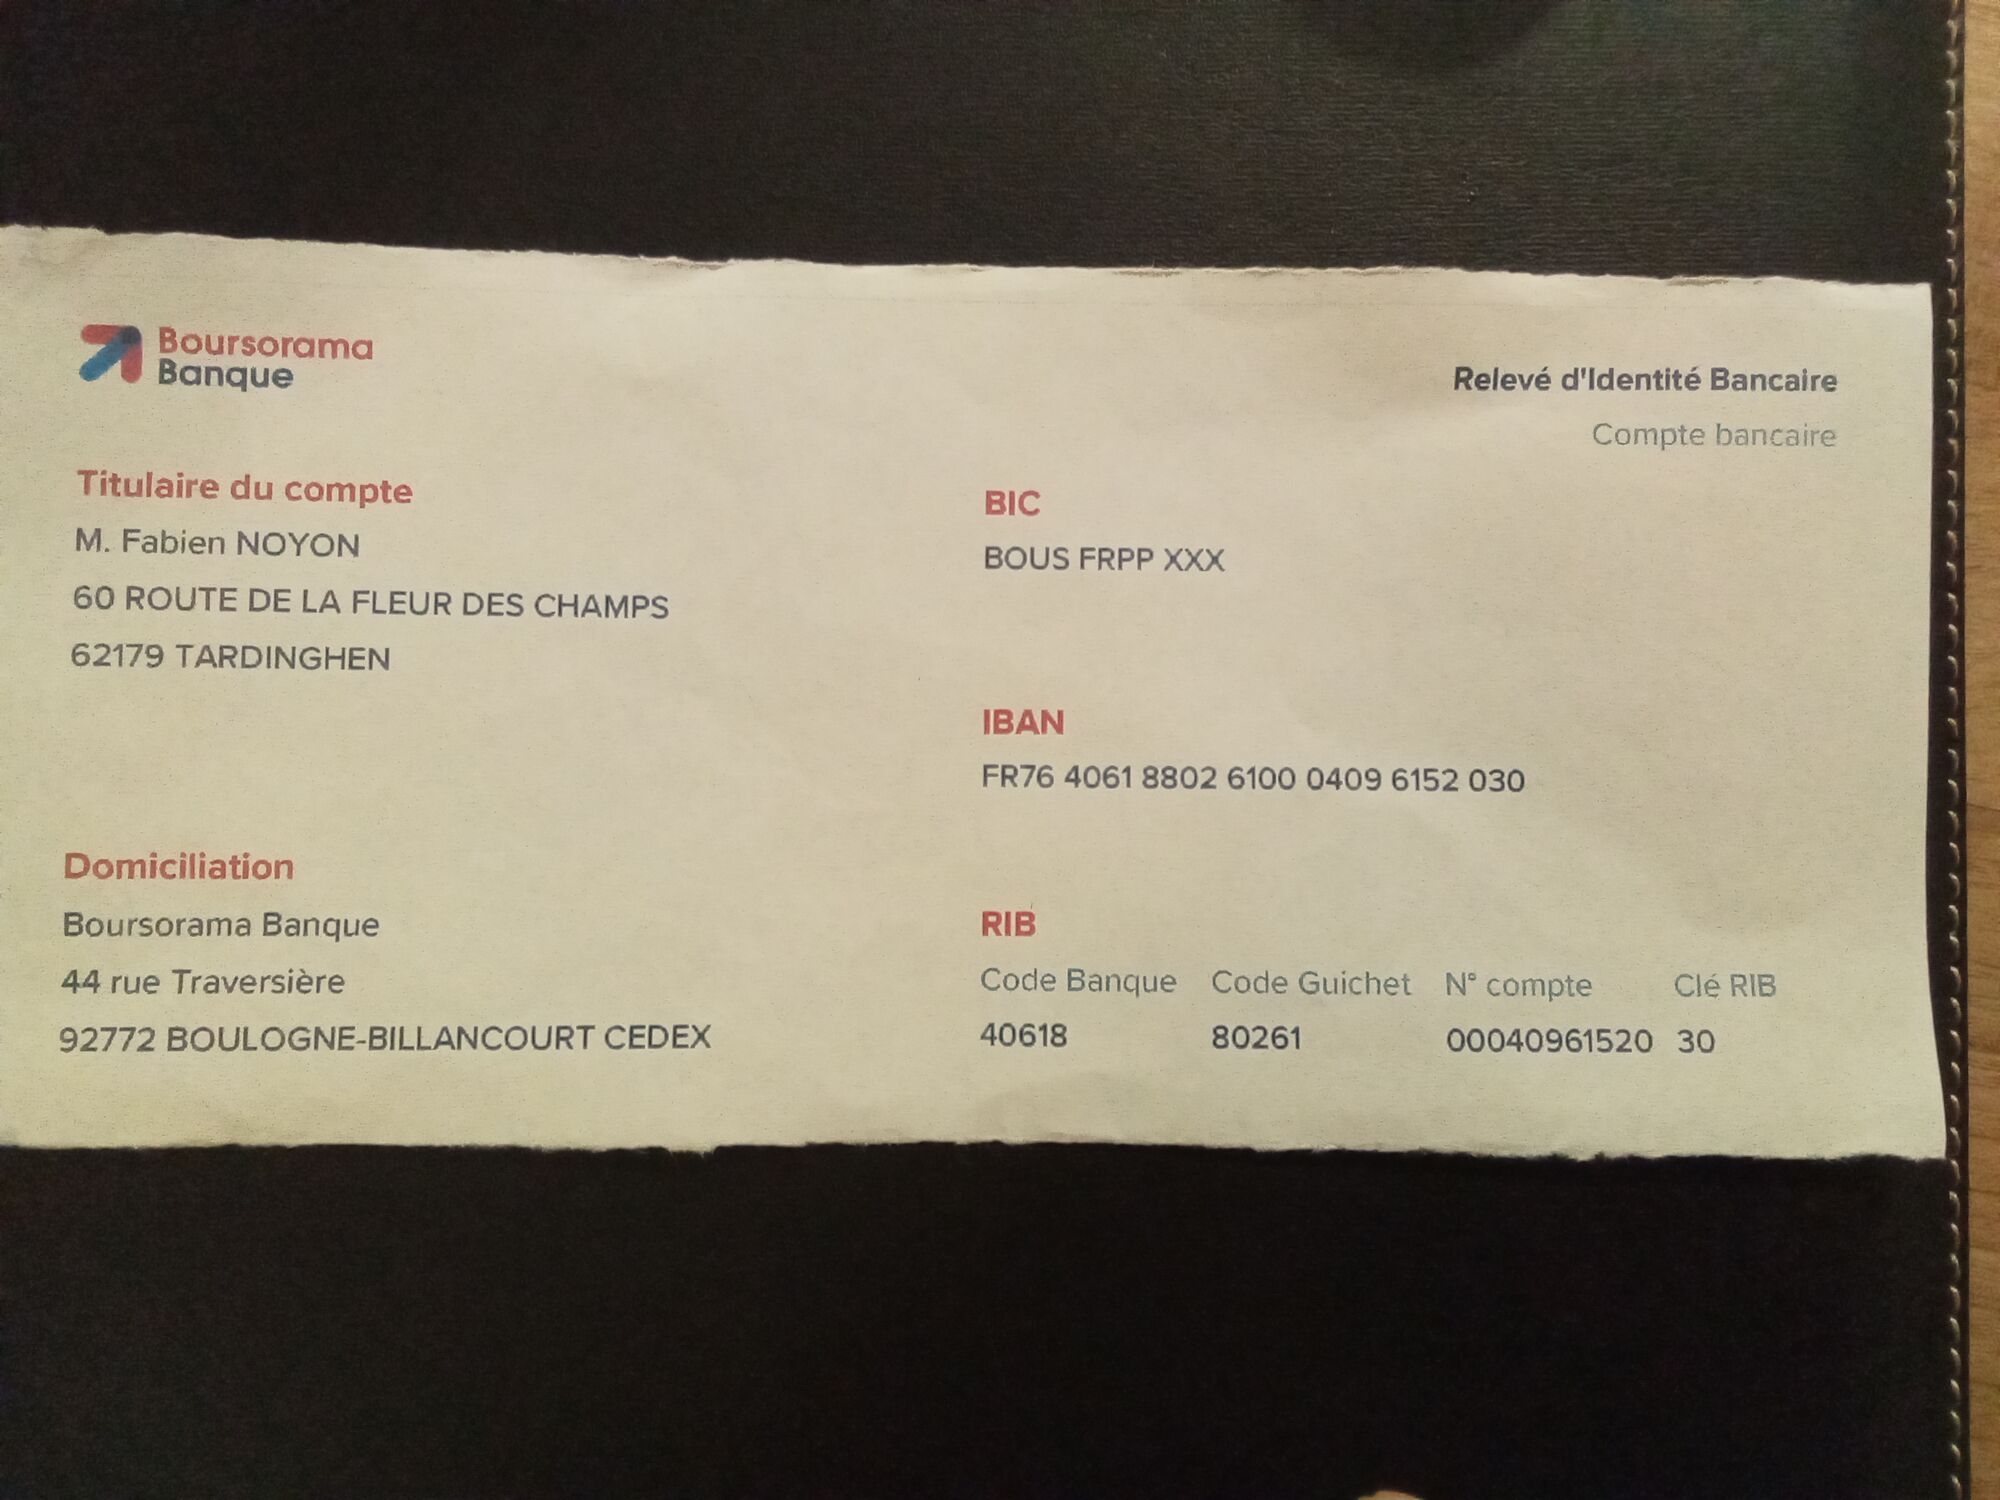 Boursorama
Banque
Relevé d'Identité Bancaire
Compte bancaire
Titulaire du compte
M. Fabien NOYON
60 ROUTE DE LA FLEUR DES CHAMPS
62179 TARDINGHEN
BIC
BOUS FRPP XXX
IBAN
FR76 4061 8802 6100 0409 6152 030
Domiciliation
Boursorama Banque
44 rue Traversière
92772 BOULOGNE-BILLANCOURT CEDEX
RIB
Code Banque Code Guichet N° compte Clé RIB
40618 80261 00040961520 30